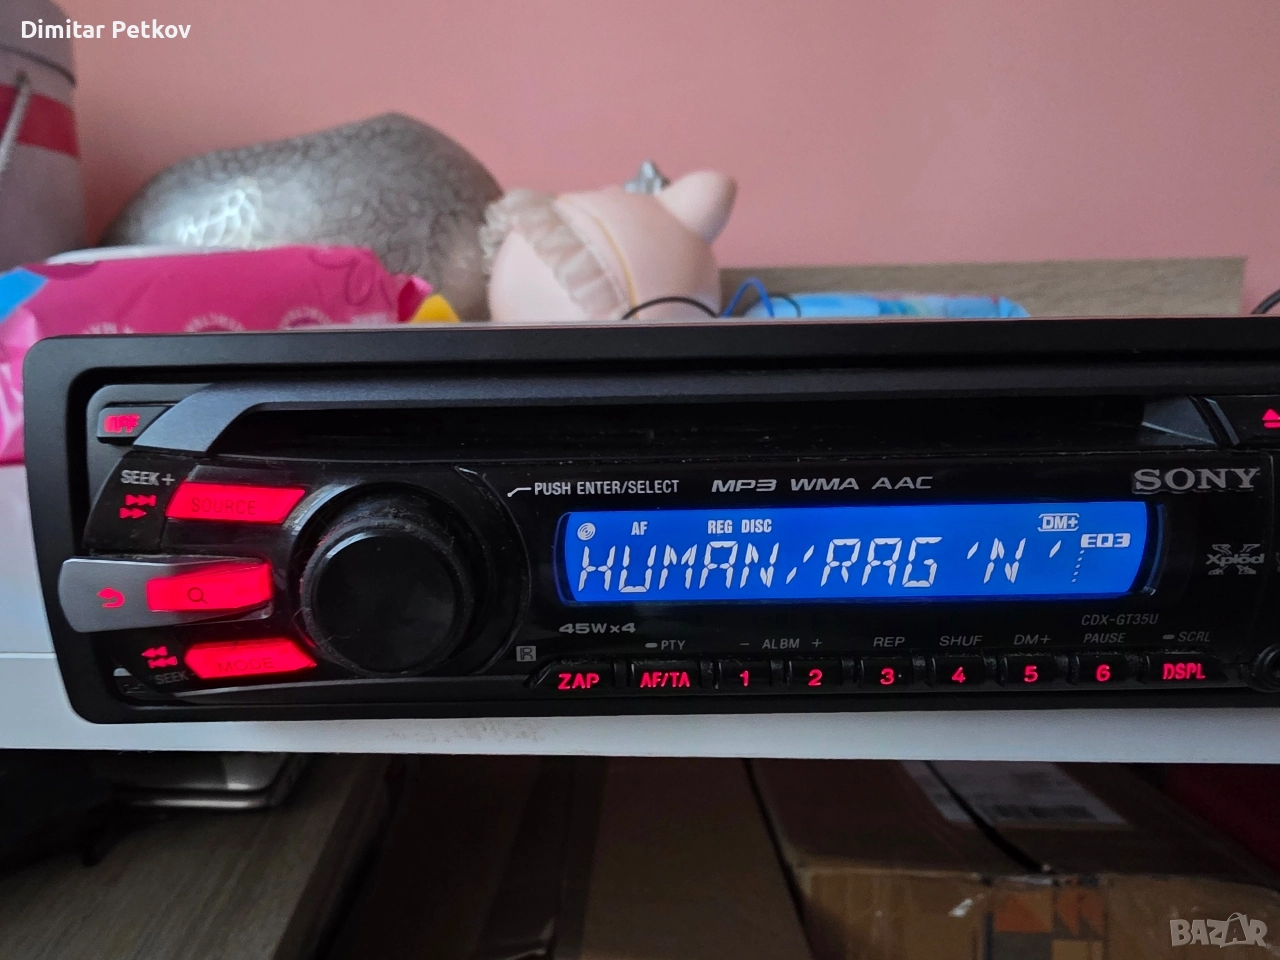 Dimitar Petkov
OFF
SEEK +
SOURCE
PUSH ENTER/SELECT
MP3 WMA AAC
SONY
AF REG DISC DM+
EQ3
HUMAN/RAG 'N'
Xplod
MODE
SEEK
45W×4
CDX-GT35U
PTY
- ALBM +
REP
SHUF
DM+
PAUSE
SCRL
R
ZAP
AF/TA
1
2
3
4
5
6
DSPL
BAZAR